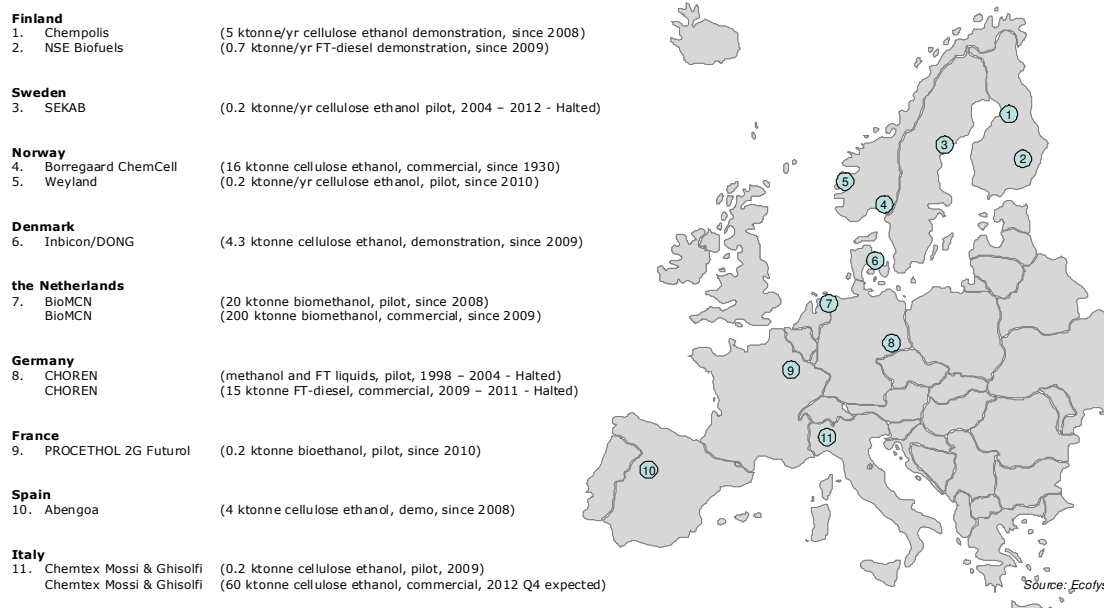 Finland
1. Chempolis (5 ktonne/yr cellulose ethanol demonstration, since 2008)
2. NSE Biofuels (0.7 ktonne/yr FT-diesel demonstration, since 2009)
Sweden
3. SEKAB (0.2 ktonne/yr cellulose ethanol pilot, 2004 – 2012 - Halted)
Norway
4. Borregaard ChemCell (16 ktonne cellulose ethanol, commercial, since 1930)
5. Weyland (0.2 ktonne/yr cellulose ethanol, pilot, since 2010)
Denmark
6. Inbicon/DONG (4.3 ktonne cellulose ethanol, demonstration, since 2009)
the Netherlands
7. BioMCN (20 ktonne biomethanol, pilot, since 2008)
BioMCN (200 ktonne biomethanol, commercial, since 2009)
Germany
8. CHOREN (methanol and FT liquids, pilot, 1998 – 2004 - Halted)
CHOREN (15 ktonne FT-diesel, commercial, 2009 – 2011 - Halted)
France
9. PROCETHOL 2G Futurol (0.2 ktonne bioethanol, pilot, since 2010)
Spain
10. Abengoa (4 ktonne cellulose ethanol, demo, since 2008)
Italy
11. Chemtex Mossi & Ghisolfi (0.2 ktonne cellulose ethanol, pilot, 2009)
Chemtex Mossi & Ghisolfi (60 ktonne cellulose ethanol, commercial, 2012 Q4 expected)
1
3
2
5
4
6
7
8
9
11
10
Source: Ecofys